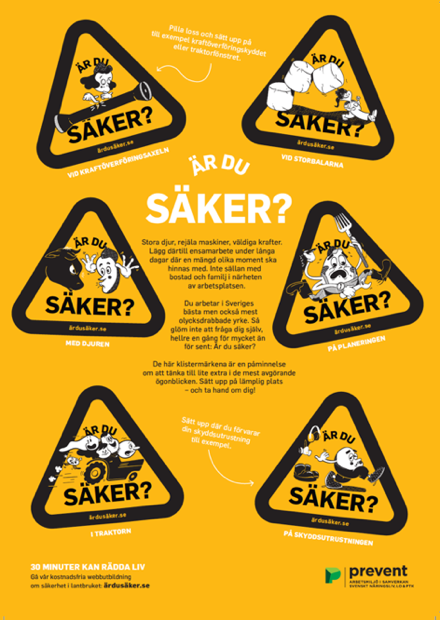 Pilla loss och sätt upp på
till exempel kraftöverföringsskyddet
eller traktorfönstret.
ÄR DU
SÄKER?
ärdusäker.se
VID KRAFTÖVERFÖRINGSAXELN
ÄR DU
SÄKER?
ärdusäker.se
VID STORBALARNA
ÄR DU
SÄKER?
Stora djur, rejäla maskiner, väldiga krafter.
Lägg därtill ensamarbete under långa
dagar där en mängd olika moment ska
hinnas med. Inte sällan med
bostad och familj i närheten
av arbetsplatsen.
Du arbetar i Sveriges
bästa men också mest
olycksdrabbade yrke. Så
glöm inte att fråga dig själv,
hellre en gång för mycket än
för sent: Är du säker?
De här klistermärkena är en påminnelse
om att tänka till lite extra i de mest avgörande
ögonblicken. Sätt upp på lämplig plats
– och ta hand om dig!
ÄR DU
SÄKER?
ärdusäker.se
MED DJUREN
ÄR DU
SÄKER?
ärdusäker.se
PÅ PLANERINGEN
Sätt upp där du förvarar
din skyddsutrustning
till exempel.
ÄR DU
SÄKER?
ärdusäker.se
I TRAKTORN
ÄR DU
SÄKER?
ärdusäker.se
PÅ SKYDDSUTRUSTNINGEN
30 MINUTER KAN RÄDDA LIV
Gå vår kostnadsfria webbutbildning
om säkerhet i lantbruket: ärdusäker.se
prevent
ARBETSMILJÖ I SAMVERKAN
SVENSKT NÄRINGSLIV, LO & PTK